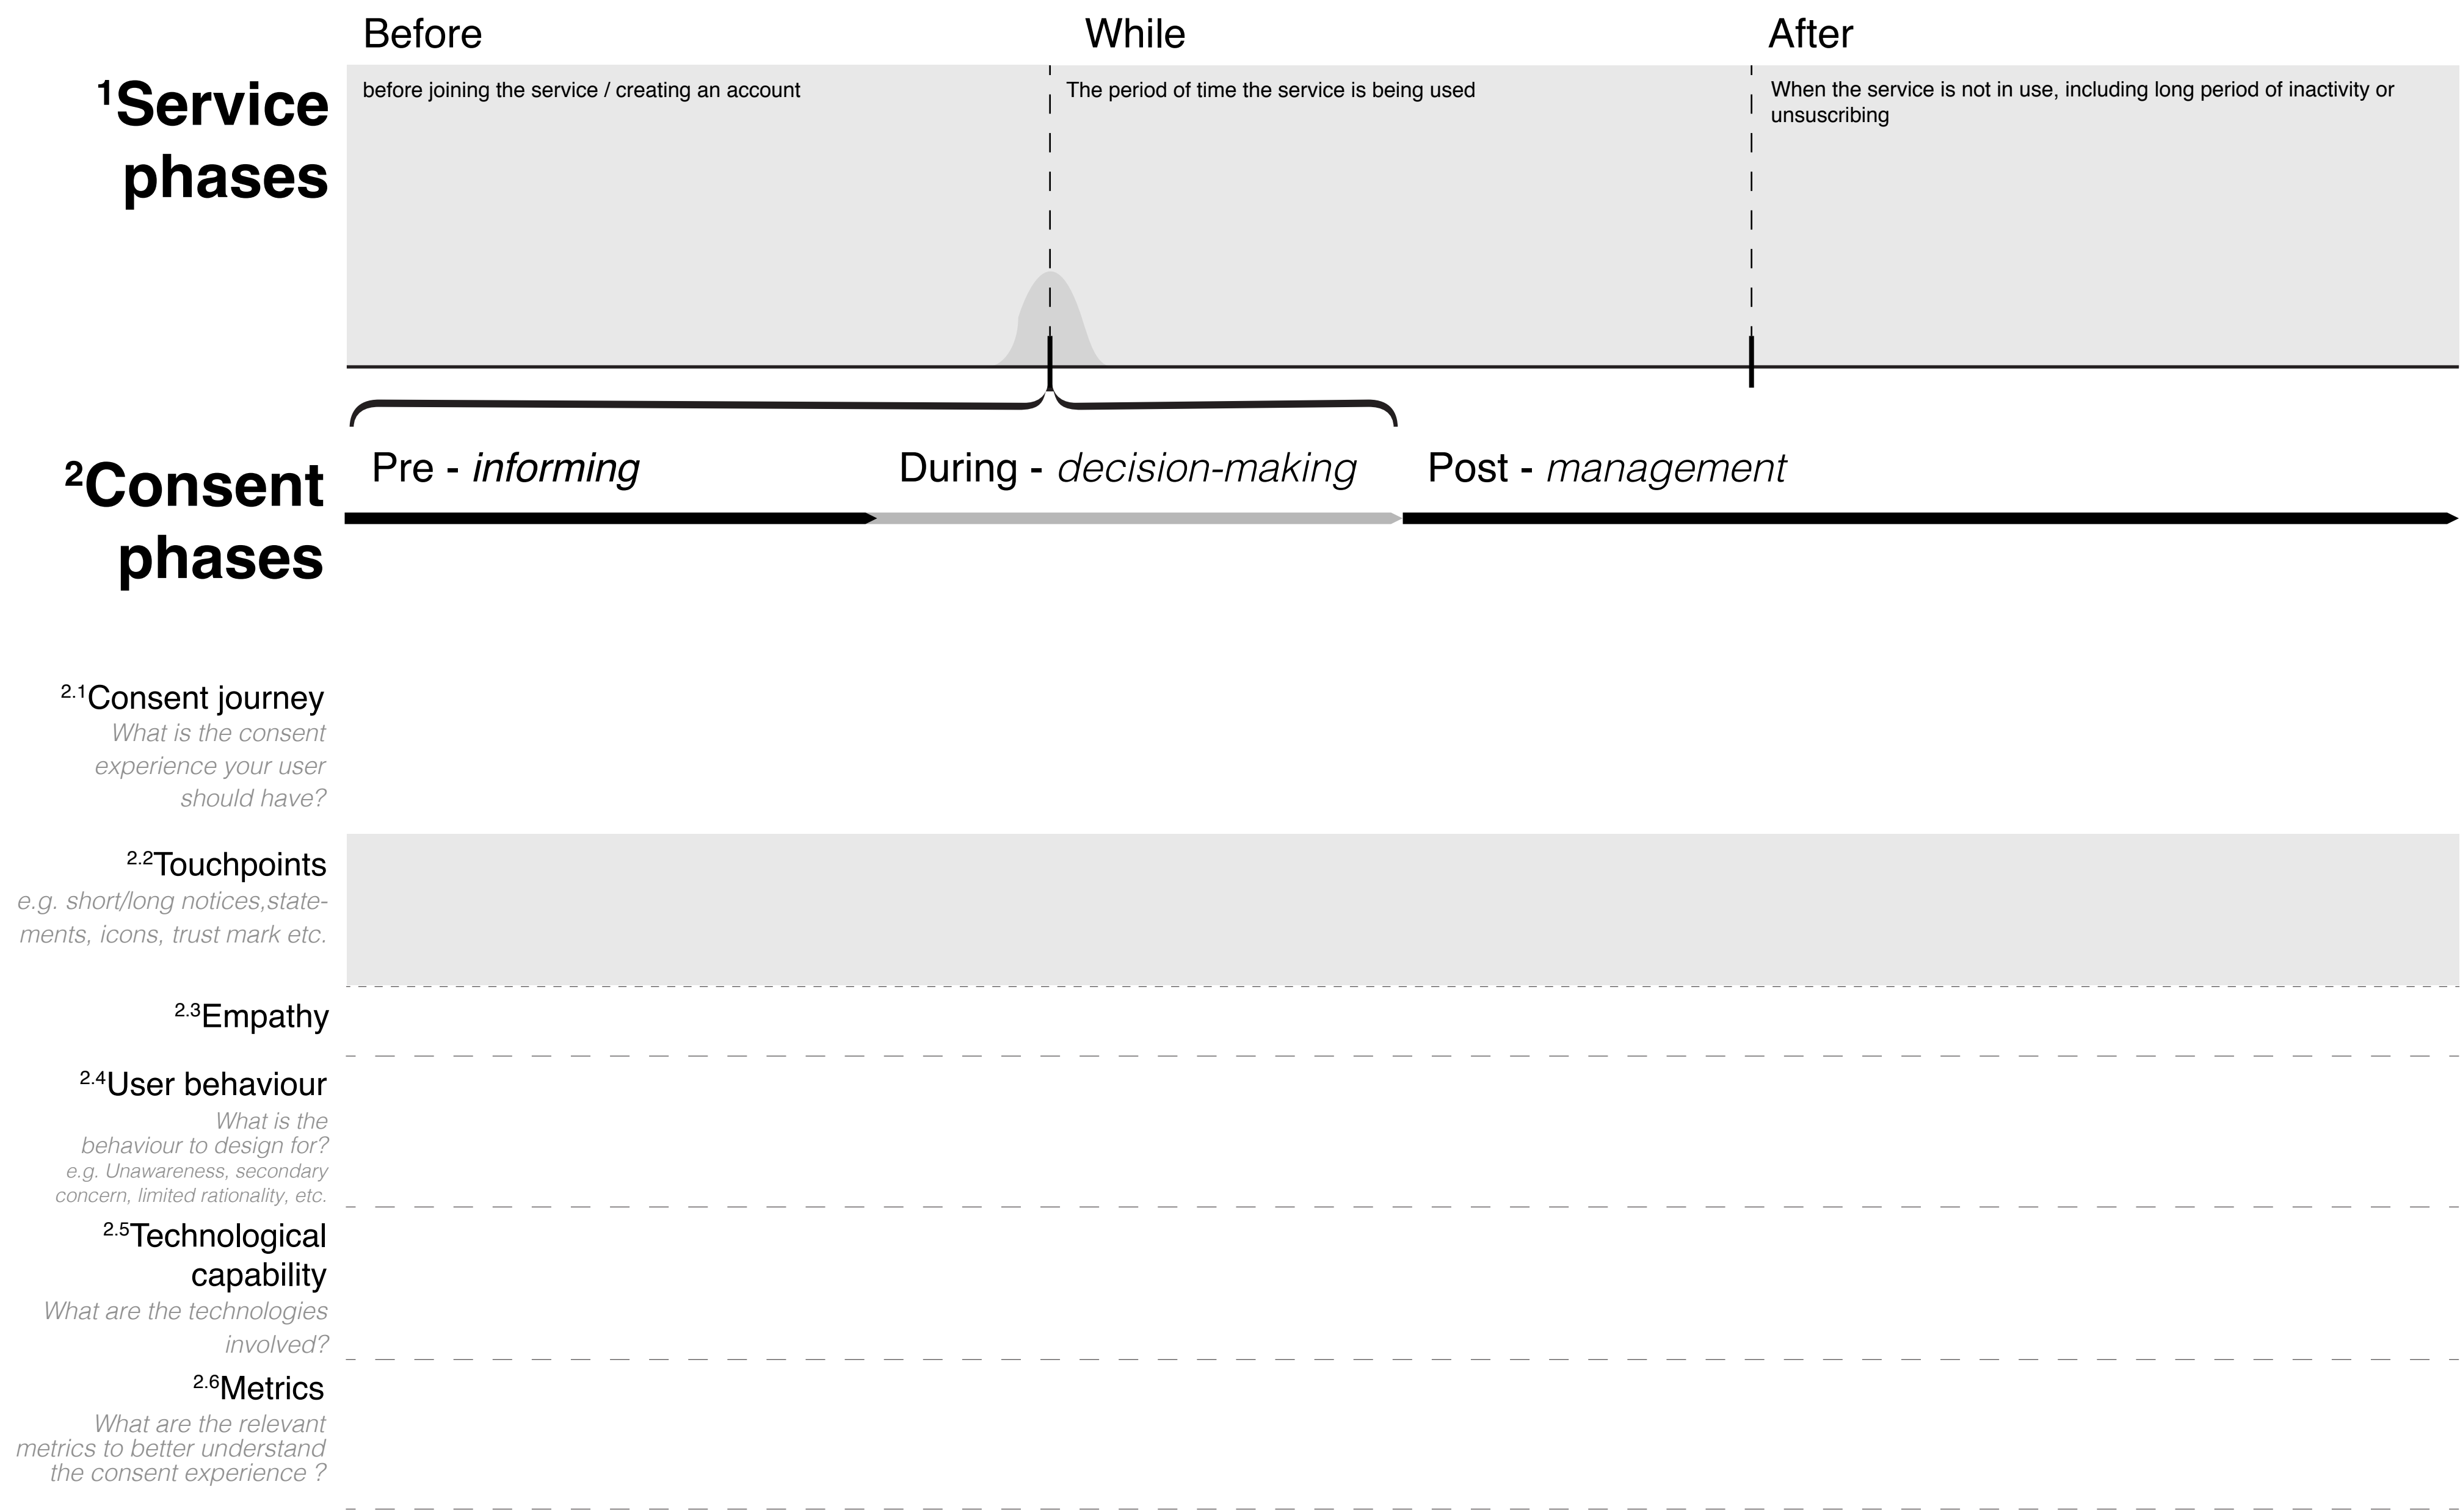 Before
While
After
¹Service
phases
before joining the service / creating an account
The period of time the service is being used
When the service is not in use, including long period of inactivity or
unsuscribing
²Consent
phases
Pre - informing
During - decision-making
Post - management
2.1Consent journey
What is the consent
experience your user
should have?
2.2Touchpoints
e.g. short/long notices,state-
ments, icons, trust mark etc.
2.3Empathy
2.4User behaviour
What is the
behaviour to design for?
e.g. Unawareness, secondary
concern, limited rationality, etc.
2.5Technological
capability
What are the technologies
involved?
2.6Metrics
What are the relevant
metrics to better understand
the consent experience ?